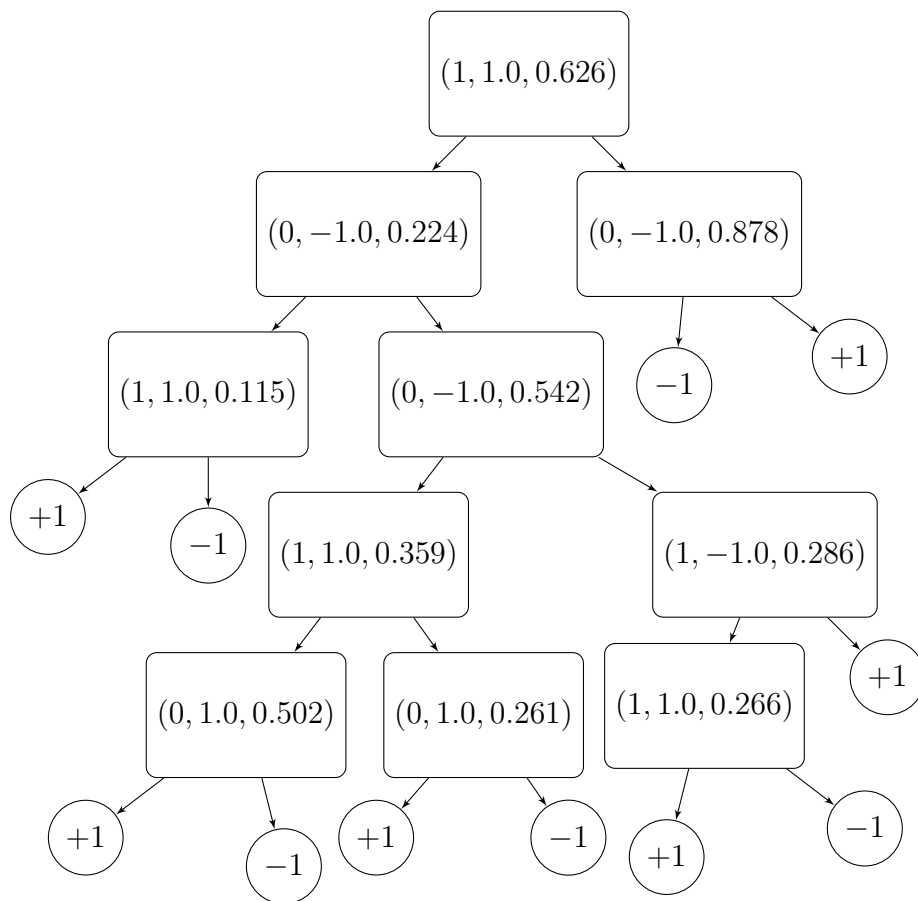 (1, 1.0, 0.626)
(0, −1.0, 0.224)
(0, −1.0, 0.878)
(1, 1.0, 0.115)
(0, −1.0, 0.542)
−1
+1
+1
−1
(1, 1.0, 0.359)
(1, −1.0, 0.286)
(0, 1.0, 0.502)
(0, 1.0, 0.261)
(1, 1.0, 0.266)
+1
+1
−1
+1
−1
+1
−1